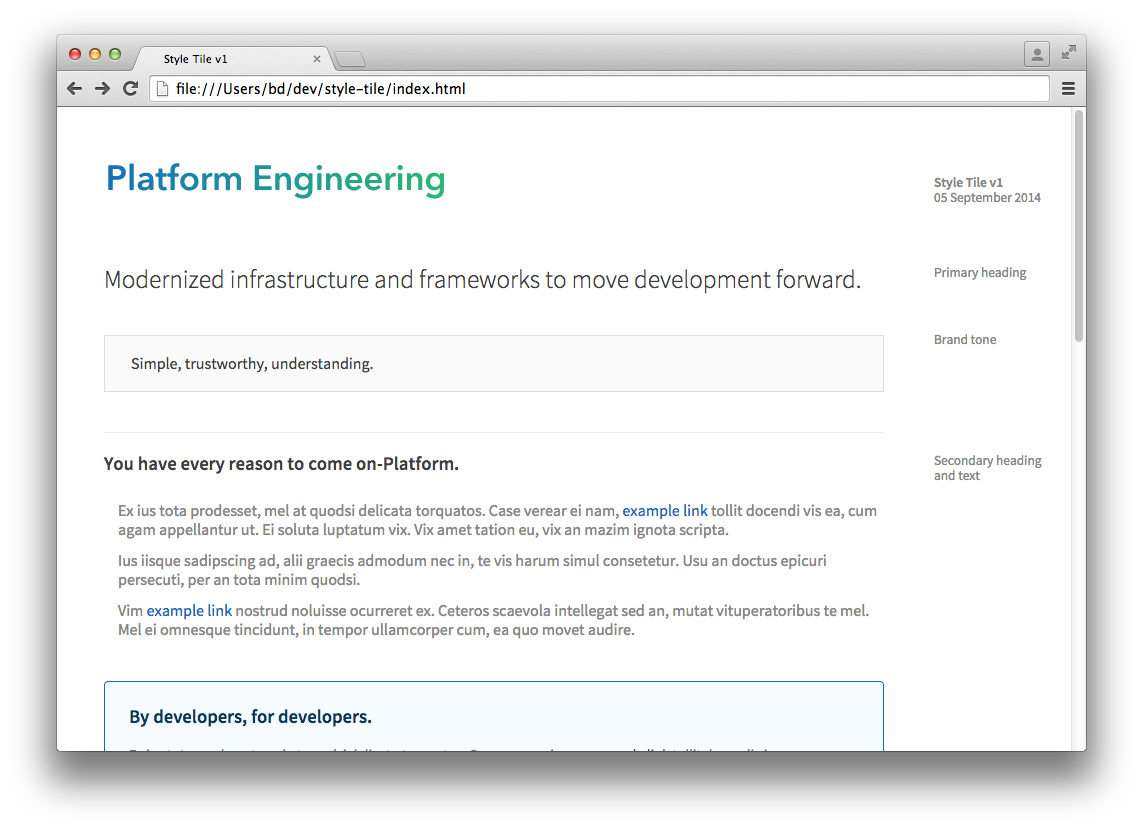 Style Tile v1
file:///Users/bd/dev/style-tile/index.html
Platform Engineering
Style Tile v1
05 September 2014
Modernized infrastructure and frameworks to move development forward.
Primary heading
Simple, trustworthy, understanding.
Brand tone
You have every reason to come on-Platform.
Secondary heading
and text
Ex ius tota prodesset, mel at quodsi delicata torquatos. Case verear ei nam, example link tollit docendi vis ea, cum
agam appellantur ut. Ei soluta luptatum vix. Vix amet tation eu, vix an mazim ignota scripta.
Ius iisque sadipscing ad, alii graecis admodum nec in, te vis harum simul consetetur. Usu an doctus epicuri
persecuti, per an tota minim quodsi.
Vim example link nostrud noluisse ocurreret ex. Ceteros scaevola intellegat sed an, mutat vituperatoribus te mel.
Mel ei omnesque tincidunt, in tempor ullamcorper cum, ea quo movet audire.
By developers, for developers.